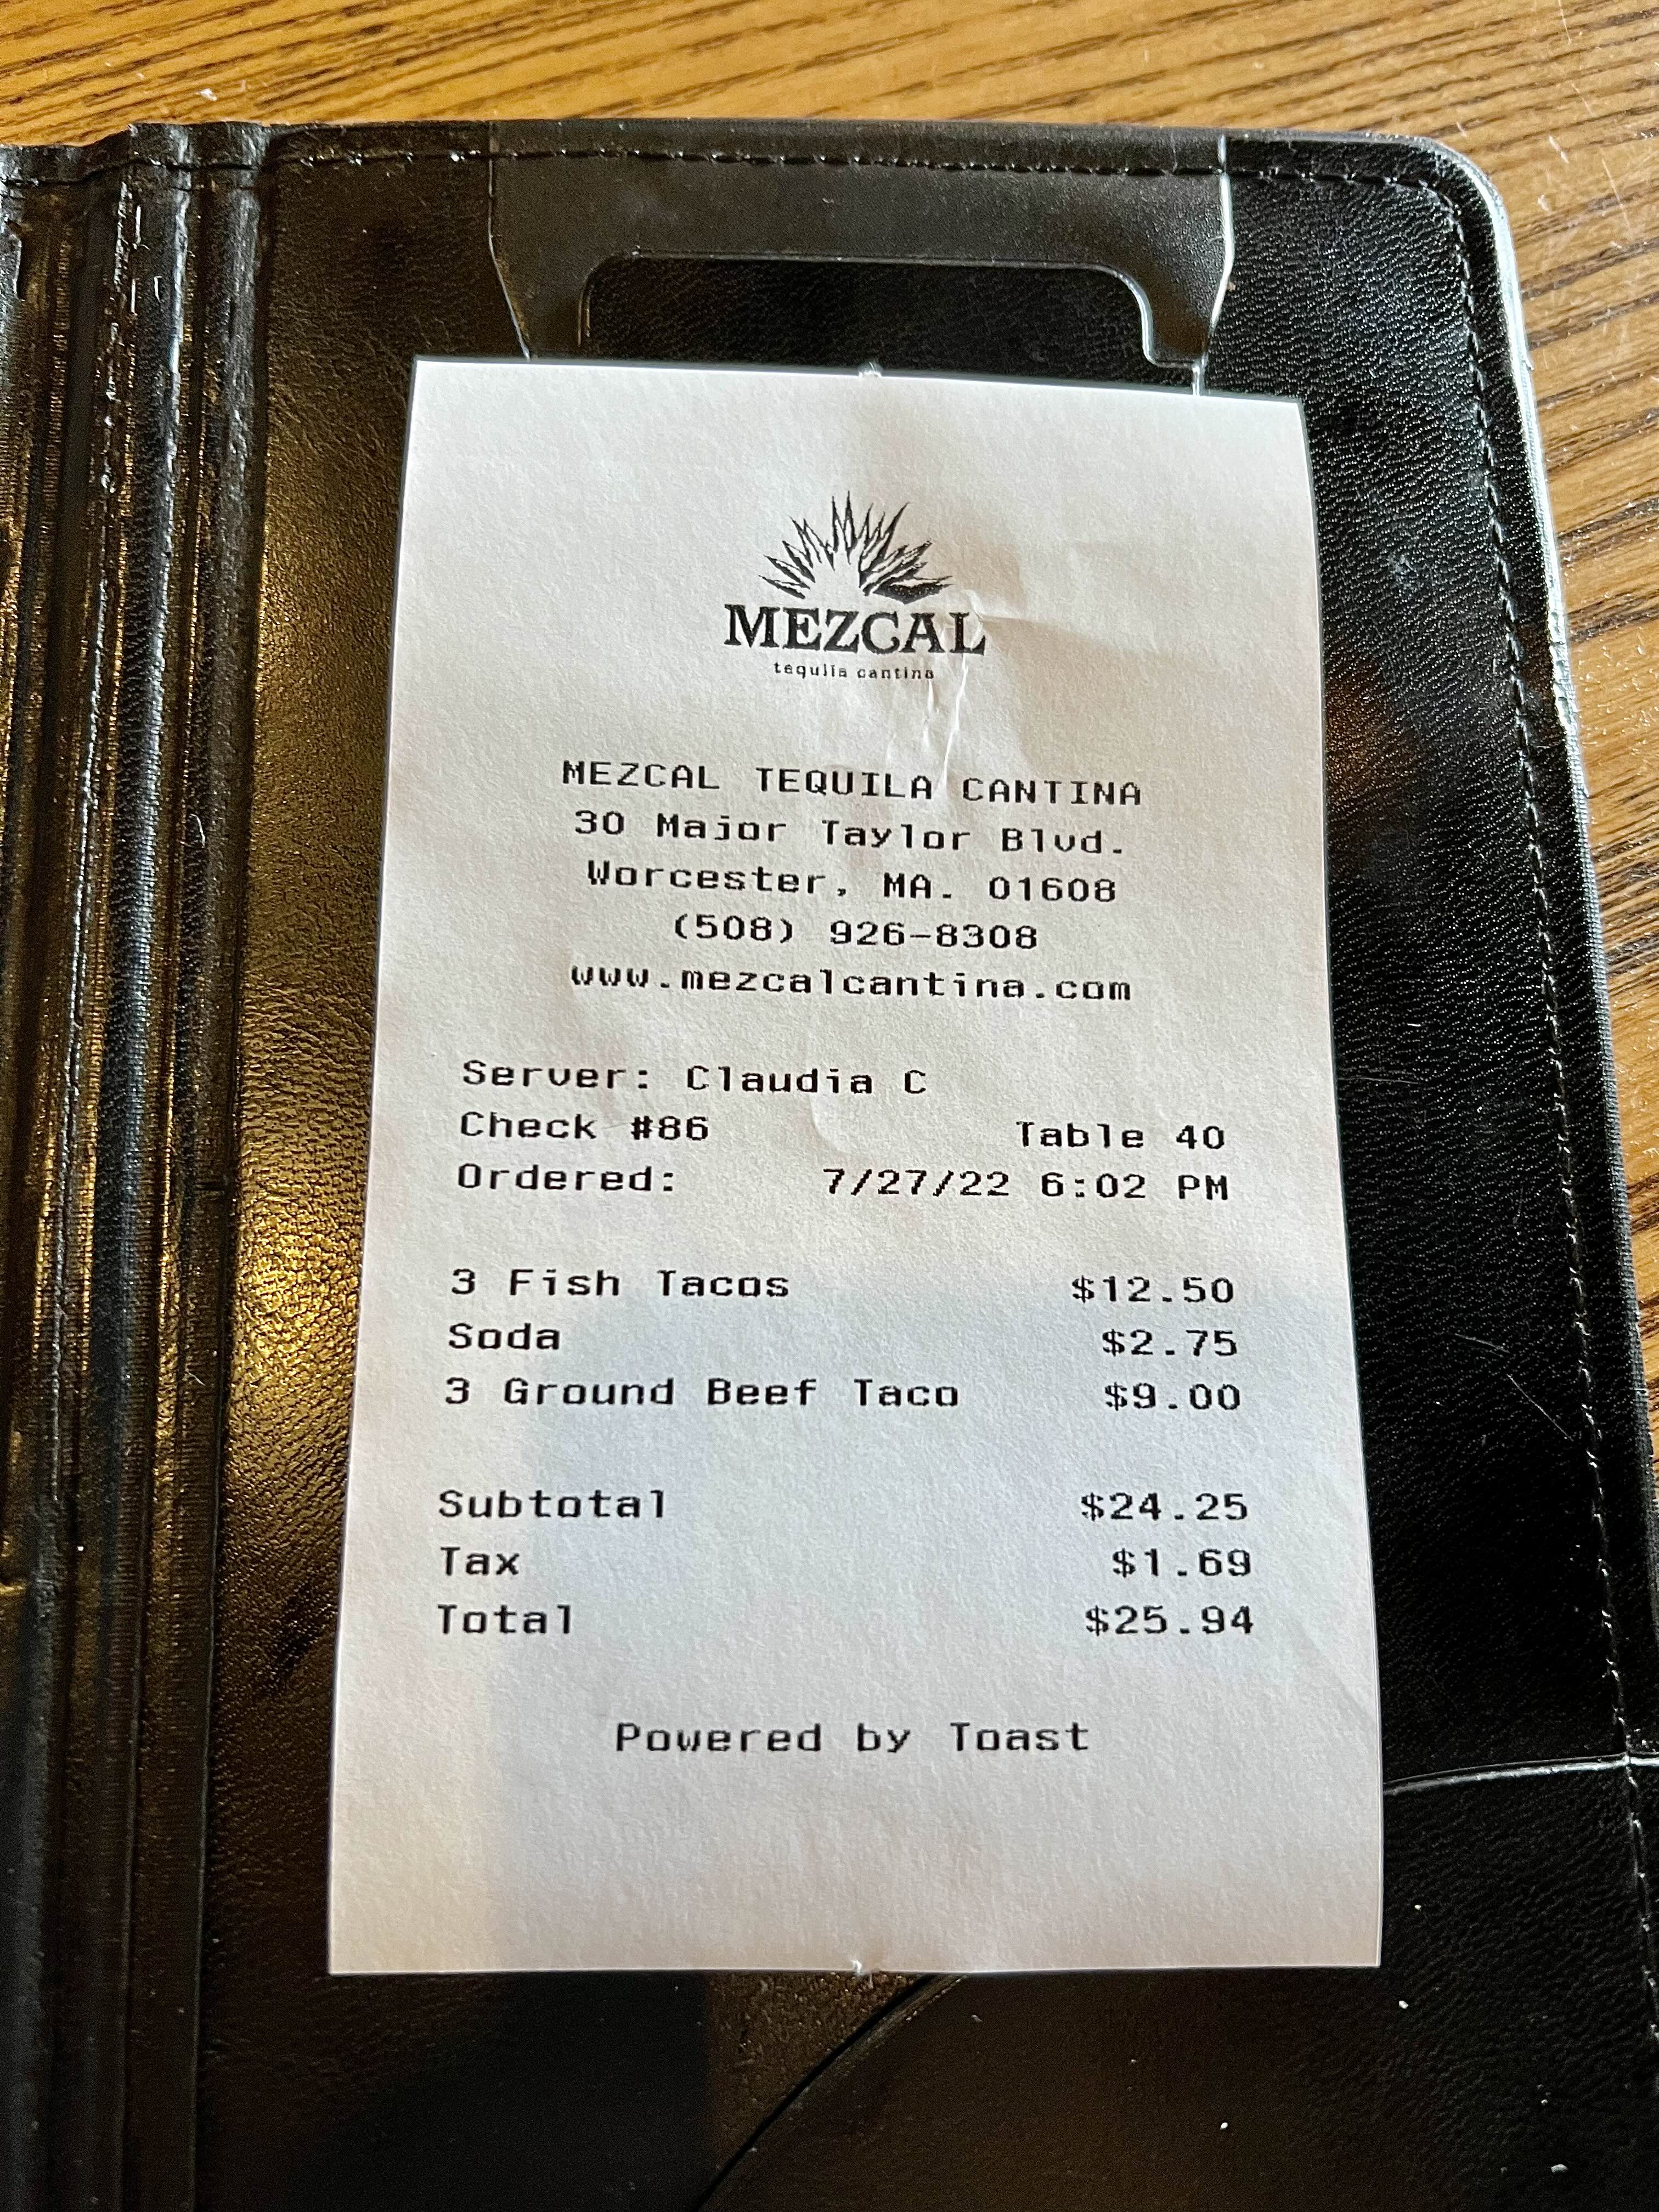 MEZCAL
tequila cantina
MEZCAL TEQUILA CANTINA
30 Major Taylor Blvd.
Worcester, MA. 01608
(508) 926-8308
www.mezcalcantina.com
Server: Claudia C
Check #86 Table 40
Ordered: 7/27/22 6:02 PM
3 Fish Tacos $12.50
Soda $2.75
3 Ground Beef Taco $9.00
Subtotal $24.25
Tax $1.69
Total $25.94
Powered by Toast